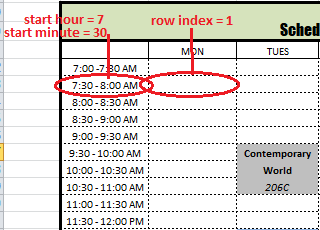 start hour = 7
start minute = 30
row index = 1
Sched
MON TUES
7:00 - 7:30 AM
7:30 - 8:00 AM
8:00 - 8:30 AM
8:30 - 9:00 AM
9:00 - 9:30 AM
9:30 - 10:00 AM Contemporary
10:00 - 10:30 AM World
10:30 - 11:00 AM 206C
11:00 - 11:30 AM
11:30 - 12:00 PM